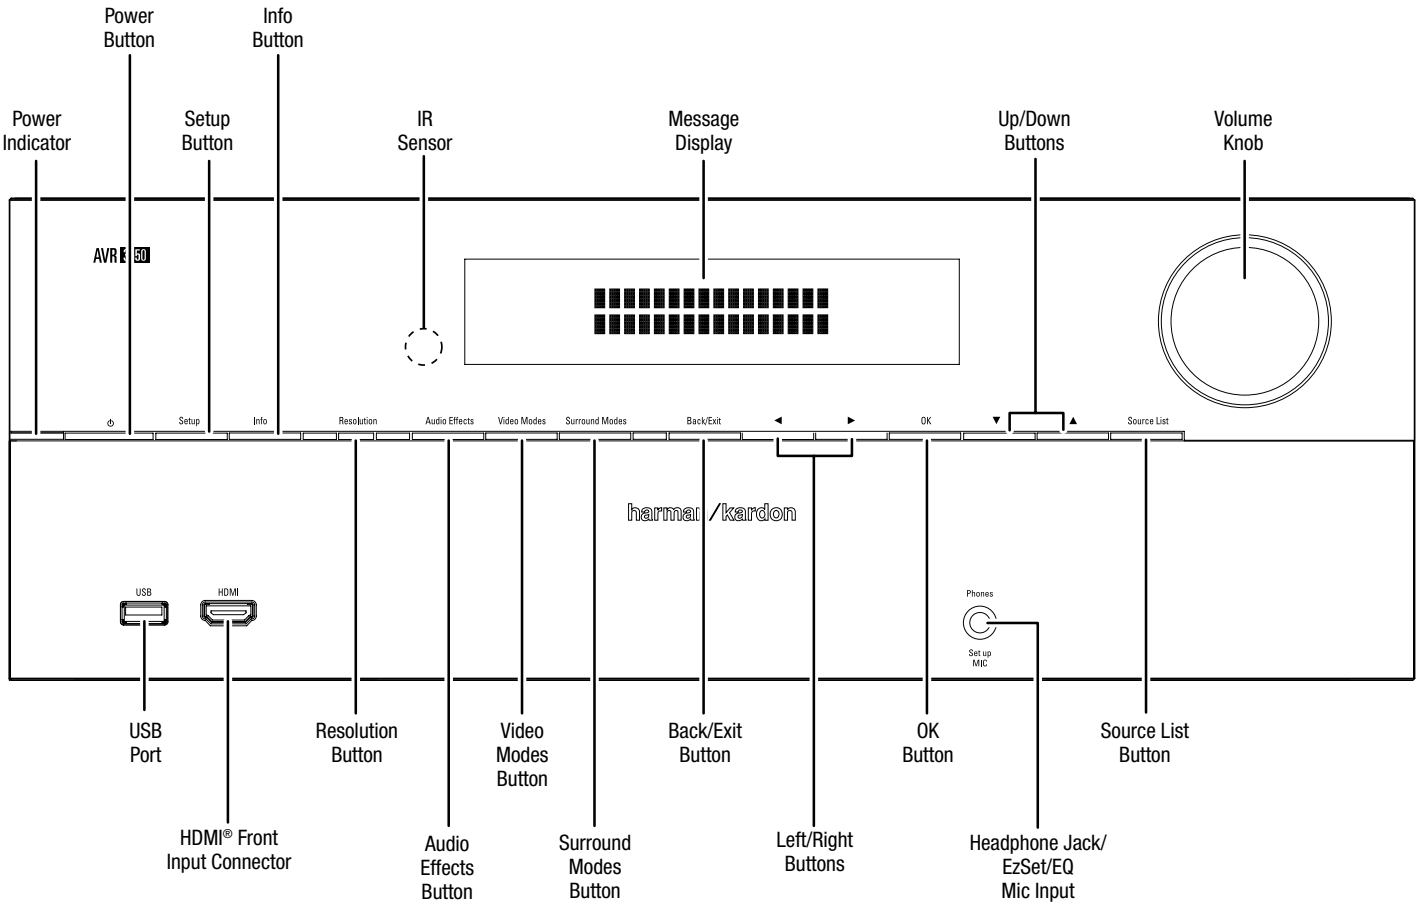 Power
Button
Info
Button
Power
Indicator
Setup
Button
IR
Sensor
Message
Display
Up/Down
Buttons
Volume
Knob
AVR
Setup
Info
Resolution
Audio Effects
Video Modes
Surround Modes
Back/Exit
OK
Source List
harman/kardon
USB
HDMI
Phones
Set up
MIC
USB
Port
Resolution
Button
Video
Modes
Button
Back/Exit
Button
OK
Button
Source List
Button
HDMI® Front
Input Connector
Audio
Effects
Button
Surround
Modes
Button
Left/Right
Buttons
Headphone Jack/
EzSet/EQ
Mic Input